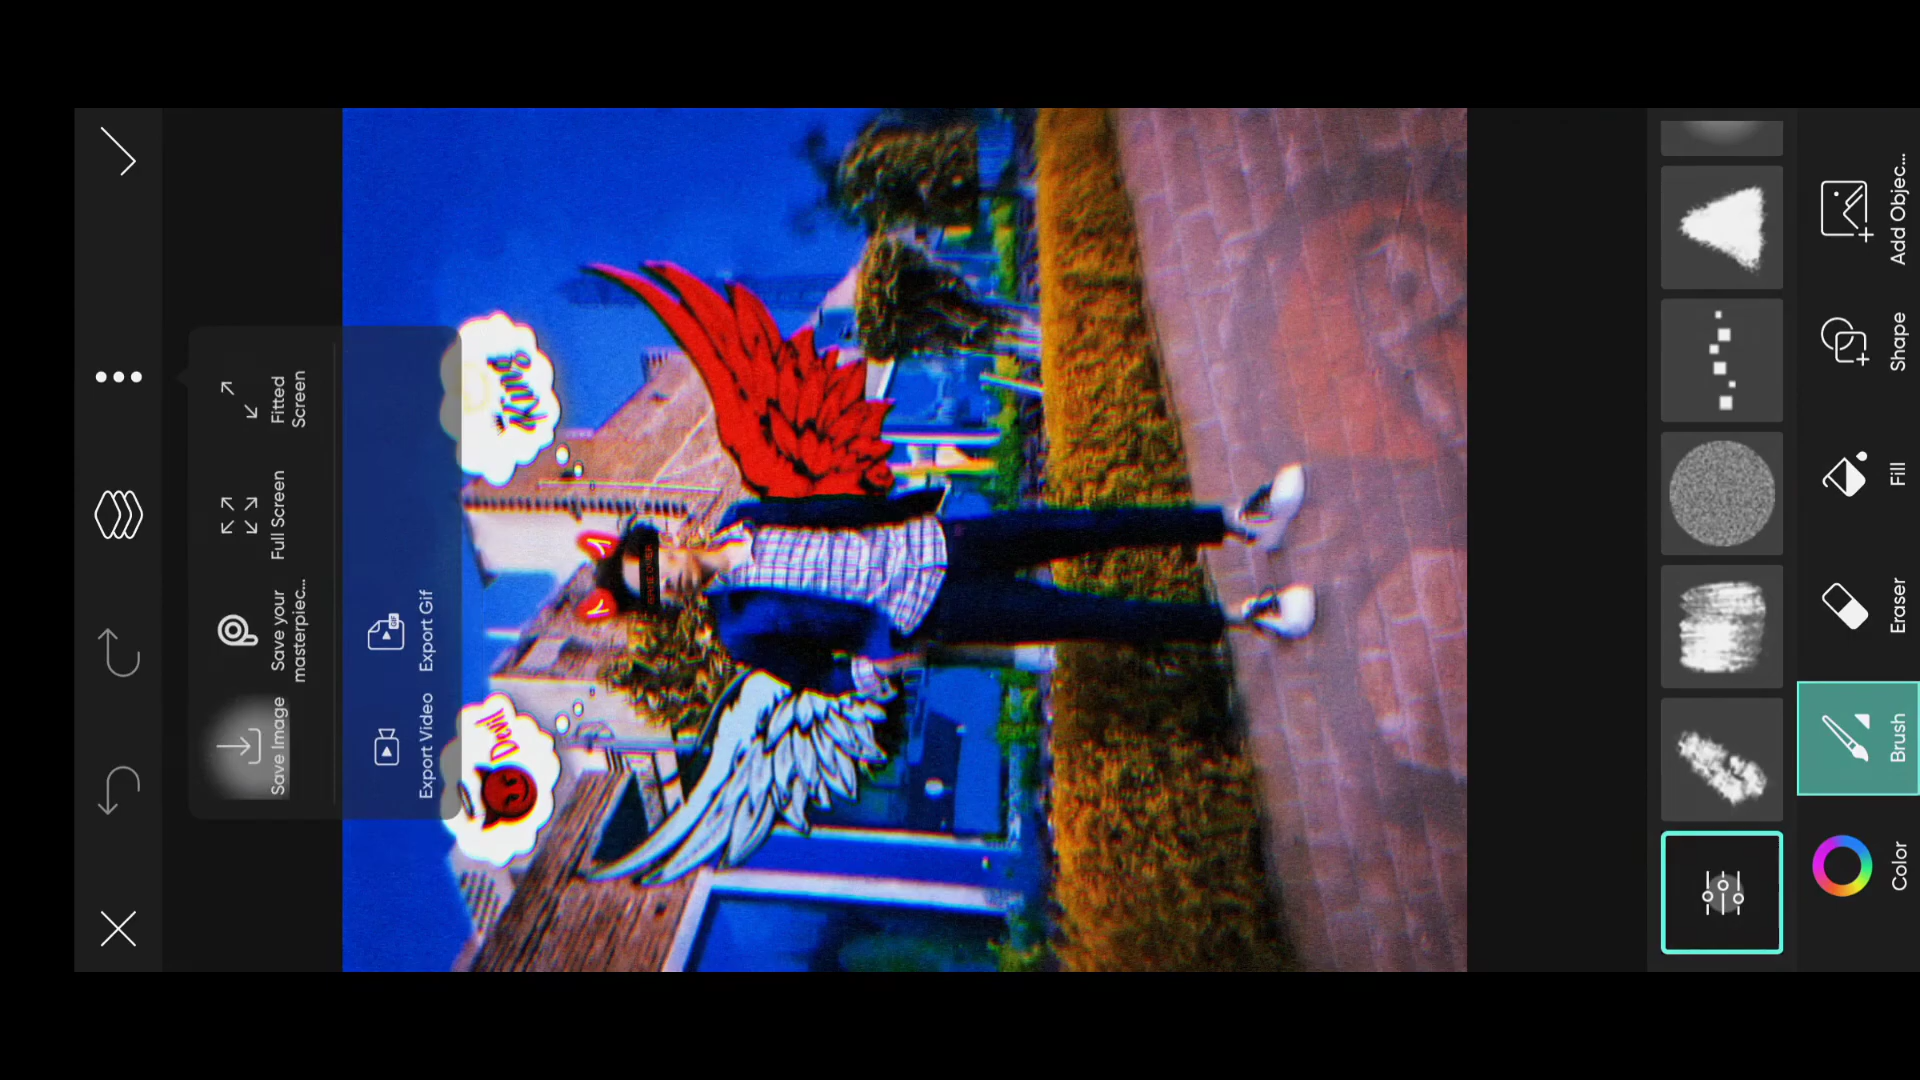 Fitted
Screen
Full Screen
Save your
masterpiec...
Save Image
Export Gif
Export Video
Devil
Add Objec...
Shape
Fill
Eraser
Brush
Color